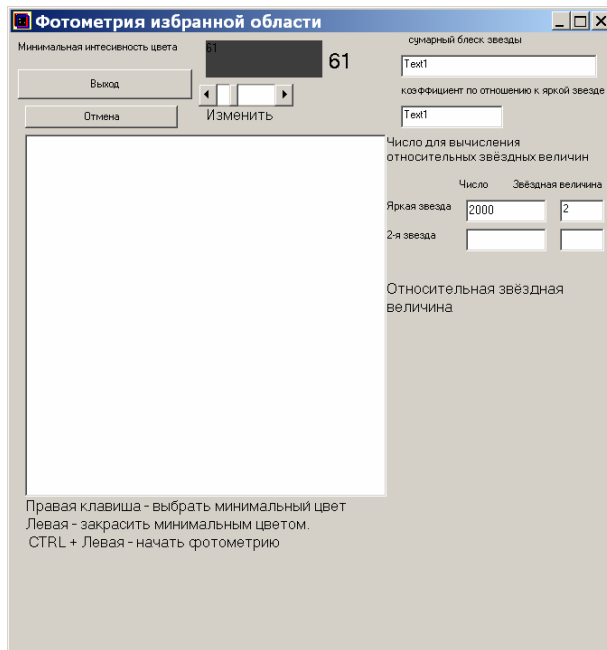 Фотометрия избранной области
Минимальная интесивность цвета
61
61
сумарный блеск звезды
Text1
Выход
коэффициент по отношению к яркой звезде
Отмена
Изменить
Text1
Число для вычисления
относительных звёздных величин
Число Звёздная величина
Яркая звезда 2000 2
2-я звезда
Относительная звёздная
величина
Правая клавиша - выбрать минимальный цвет
Левая - закрасить минимальным цветом.
CTRL + Левая - начать фотометрию